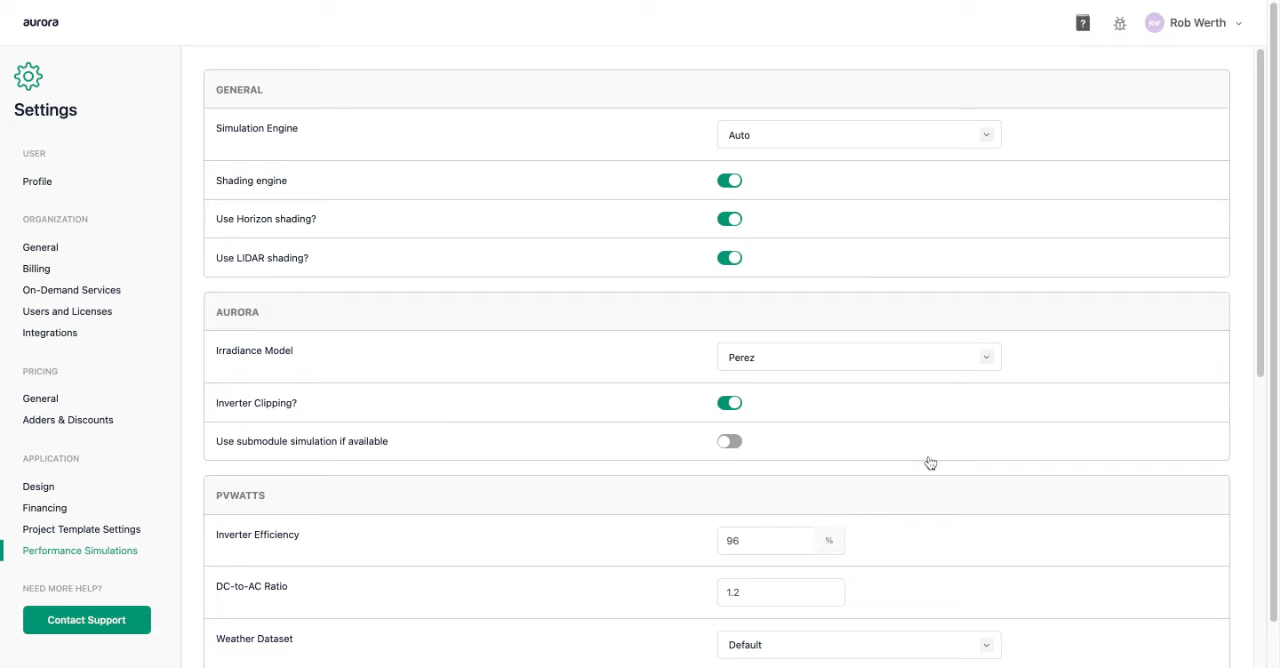 aurora
?
RW
Rob Werth
Settings
USER
Profile
ORGANIZATION
General
Billing
On-Demand Services
Users and Licenses
Integrations
PRICING
General
Adders & Discounts
APPLICATION
Design
Financing
Project Template Settings
Performance Simulations
NEED MORE HELP?
Contact Support
GENERAL
Simulation Engine
Auto
Shading engine
Use Horizon shading?
Use LIDAR shading?
AURORA
Irradiance Model
Perez
Inverter Clipping?
Use submodule simulation if available
PVWATTS
Inverter Efficiency
96 %
DC-to-AC Ratio
1.2
Weather Dataset
Default